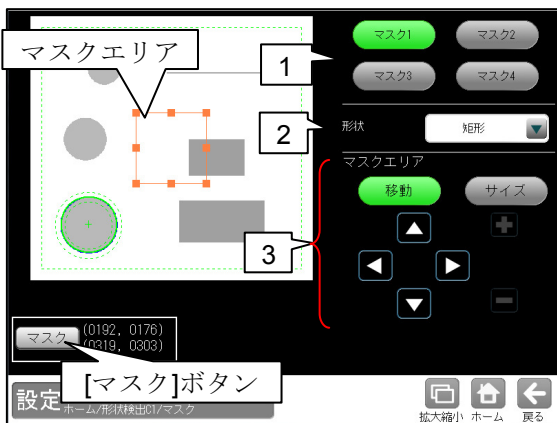 マスクエリア
1
マスク1
マスク2
マスク3
マスク4
2
形状
矩形
マスクエリア
移動
サイズ
3
マスク
(0192, 0176)
(0319, 0303)
[マスク]ボタン
設定
ホーム/形状検出C1/マスク
拡大縮小
ホーム
戻る